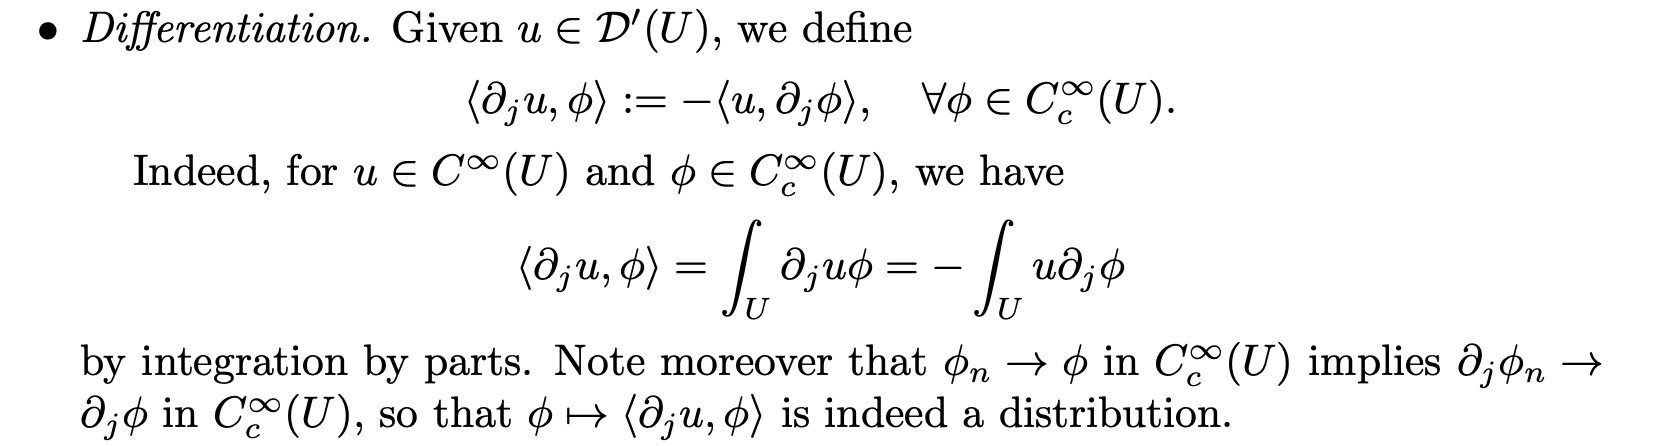 • Differentiation. Given u ∈ 𝒟′(U), we define
⟨∂ⱼu, ϕ⟩ := −⟨u, ∂ⱼϕ⟩, ∀ϕ ∈ C_c^∞(U).
Indeed, for u ∈ C^∞(U) and ϕ ∈ C_c^∞(U), we have
⟨∂ⱼu, ϕ⟩ = ∫_U ∂ⱼuϕ = − ∫_U u∂ⱼϕ
by integration by parts. Note moreover that ϕₙ → ϕ in C_c^∞(U) implies ∂ⱼϕₙ →
∂ⱼϕ in C_c^∞(U), so that ϕ ↦ ⟨∂ⱼu, ϕ⟩ is indeed a distribution.